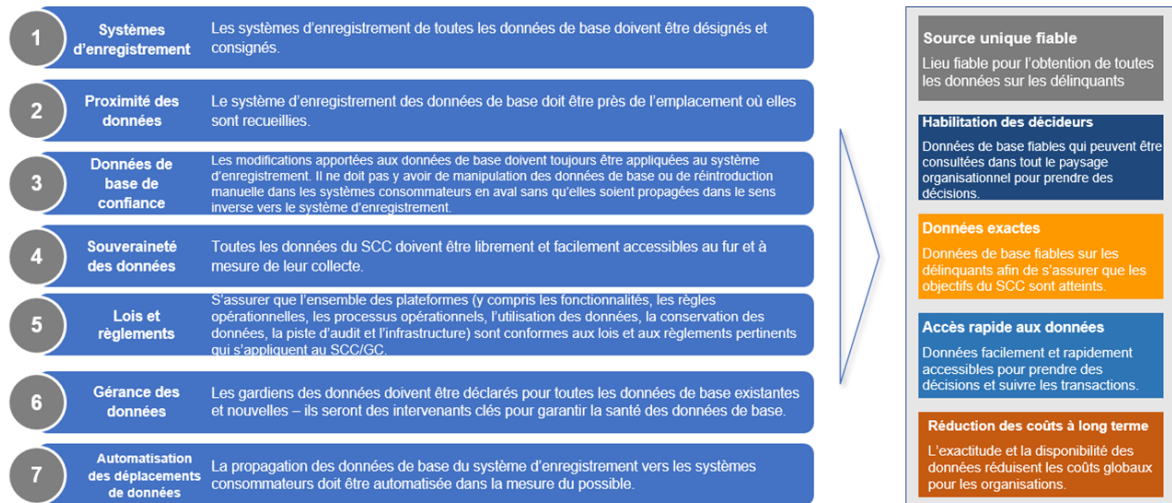 1
Systèmes
d'enregistrement
Les systèmes d'enregistrement de toutes les données de base doivent être désignés et
consignés.
2
Proximité des
données
Le système d'enregistrement des données de base doit être près de l'emplacement où elles
sont recueillies.
3
Données de
base de
confiance
Les modifications apportées aux données de base doivent toujours être appliquées au système
d'enregistrement. Il ne doit pas y avoir de manipulation des données de base ou de réintroduction
manuelle dans les systèmes consommateurs en aval sans qu'elles soient propagées dans le sens
inverse vers le système d'enregistrement.
4
Souveraineté
des données
Toutes les données du SCC doivent être librement et facilement accessibles au fur et à
mesure de leur collecte.
5
Lois et
règlements
S'assurer que l'ensemble des plateformes (y compris les fonctionnalités, les règles
opérationnelles, les processus opérationnels, l'utilisation des données, la conservation des
données, la piste d'audit et l'infrastructure) sont conformes aux lois et aux règlements pertinents
qui s'appliquent au SCC/GC.
6
Gérance des
données
Les gardiens des données doivent être déclarés pour toutes les données de base existantes
et nouvelles – ils seront des intervenants clés pour garantir la santé des données de base.
7
Automatisation
des déplacements
de données
La propagation des données de base du système d'enregistrement vers les systèmes
consommateurs doit être automatisée dans la mesure du possible.
Source unique fiable
Lieu fiable pour l'obtention de toutes
les données sur les délinquants
Habilitation des décideurs
Données de base fiables qui peuvent être
consultées dans tout le paysage
organisationnel pour prendre des
décisions.
Données exactes
Données de base fiables sur les
délinquants afin de s'assurer que les
objectifs du SCC sont atteints.
Accès rapide aux données
Données facilement et rapidement
accessibles pour prendre des
décisions et suivre les transactions.
Réduction des coûts à long terme
L'exactitude et la disponibilité des
données réduisent les coûts globaux
pour les organisations.